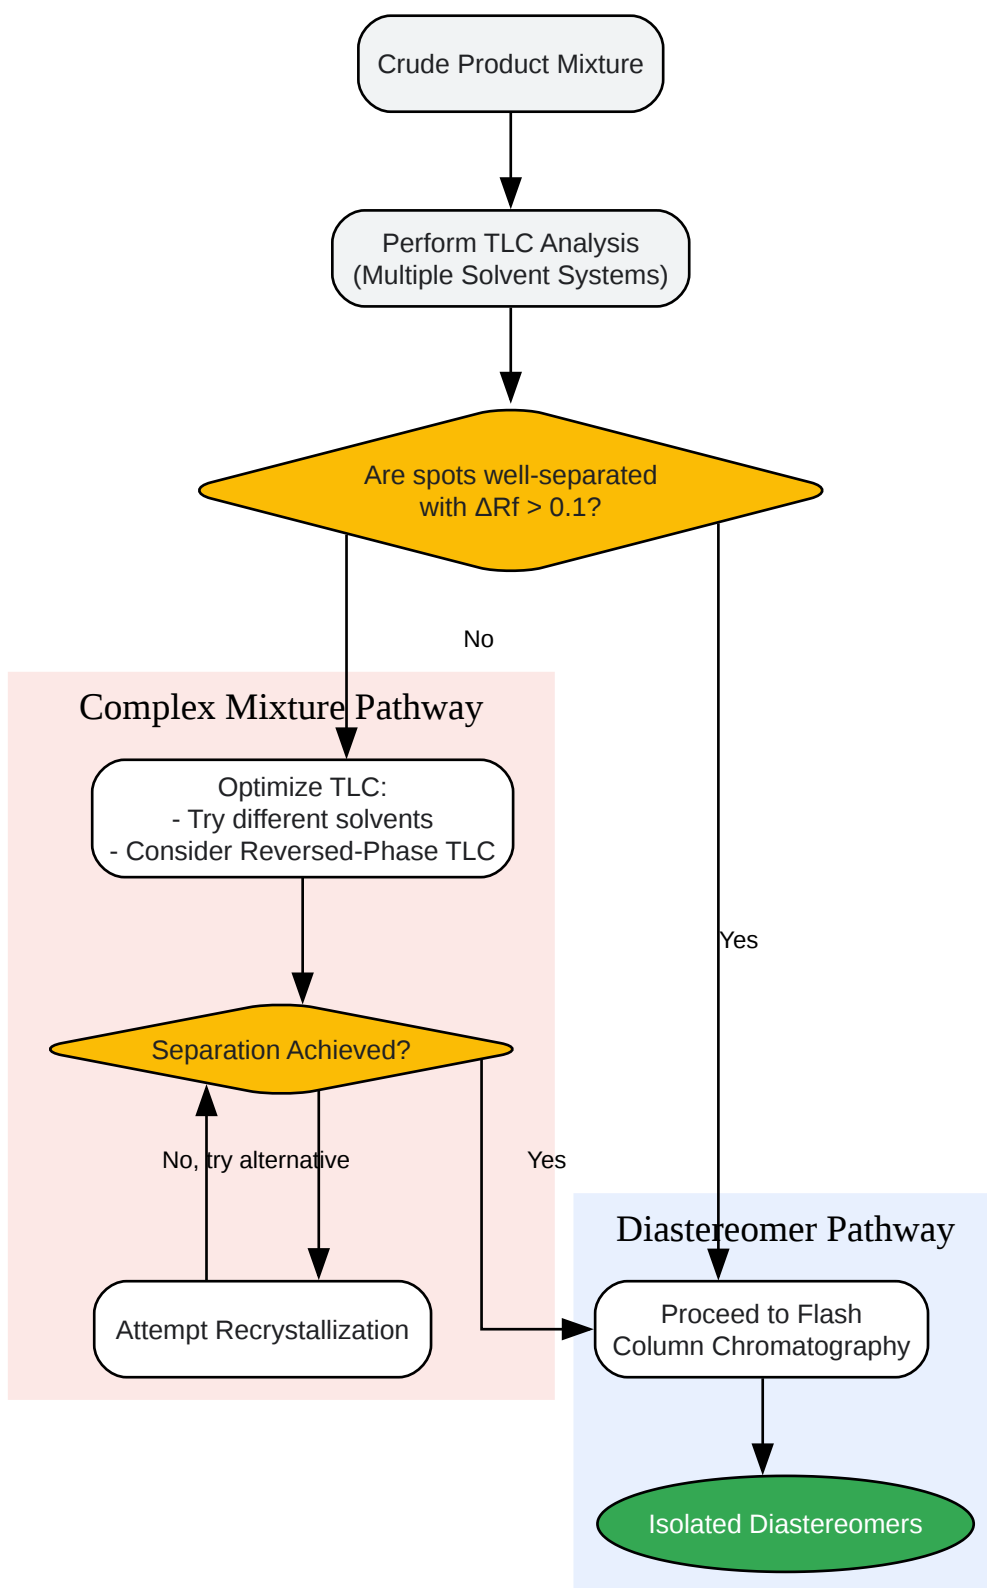 Crude Product Mixture
Perform TLC Analysis
(Multiple Solvent Systems)
Are spots well-separated
with ΔRf > 0.1?
No
Complex Mixture Pathway
Optimize TLC:
- Try different solvents
- Consider Reversed-Phase TLC
Yes
Separation Achieved?
No, try alternative
Yes
Diastereomer Pathway
Attempt Recrystallization
Proceed to Flash
Column Chromatography
Isolated Diastereomers